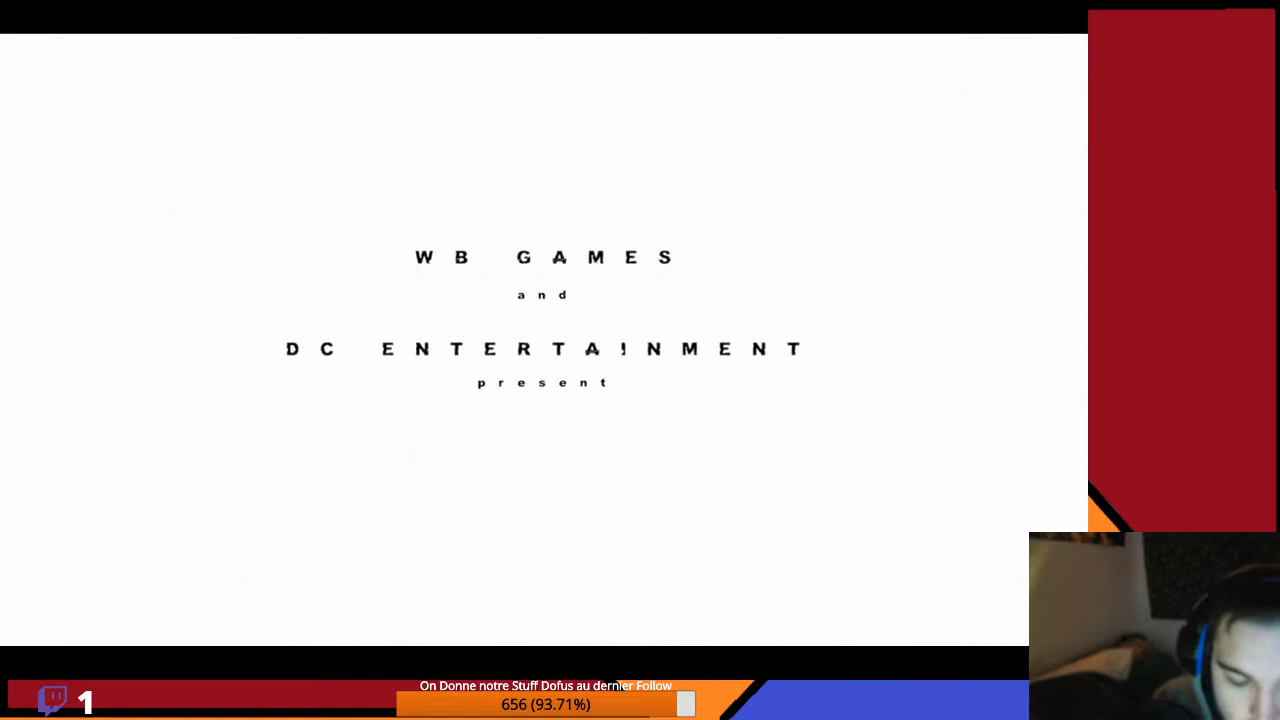 WB GAMES
and
DC ENTERTAINMENT
present
On Donne notre Stuff Dofus au dernier Follow
1
656 (93.71%)